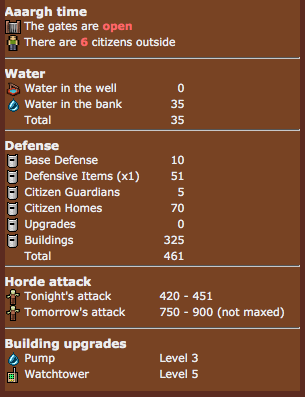 Aaargh time
The gates are open
There are 6 citizens outside
Water
Water in the well 0
Water in the bank 35
Total 35
Defense
Base Defense 10
Defensive Items (x1) 51
Citizen Guardians 5
Citizen Homes 70
Upgrades 0
Buildings 325
Total 461
Horde attack
Tonight's attack 420 - 451
Tomorrow's attack 750 - 900 (not maxed)
Building upgrades
Pump Level 3
Watchtower Level 5